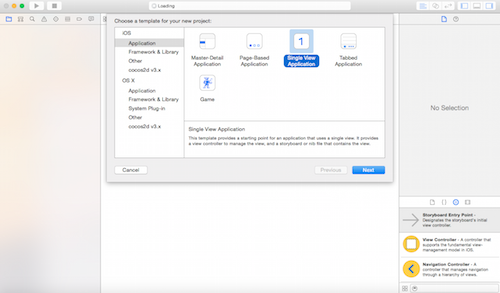 Loading
Choose a template for your new project:
iOS
Application
Framework & Library
Other
cocos2d v3.x
OS X
Application
Framework & Library
System Plug-in
Other
cocos2d v3.x
Master-Detail
Application
Page-Based
Application
1
Single View
Application
Tabbed
Application
Game
Single View Application
This template provides a starting point for an application that uses a single view. It provides
a view controller to manage the view, and a storyboard or nib file that contains the view.
Cancel
Previous
Next
No Selection
Storyboard Entry Point -
Designates the storyboard's initial
view controller.
View Controller - A controller that
supports the fundamental view-
management model in iOS.
Navigation Controller - A
controller that manages navigation
through a hierarchy of views.